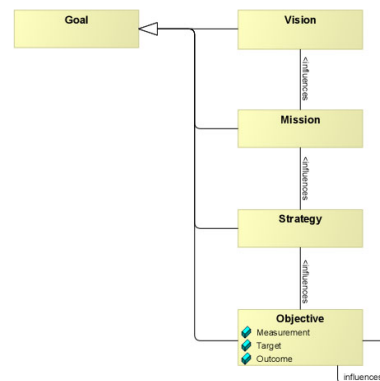 Goal
Vision
<influences
Mission
<influences
Strategy
<influences
Objective
Measurement
Target
Outcome
influences